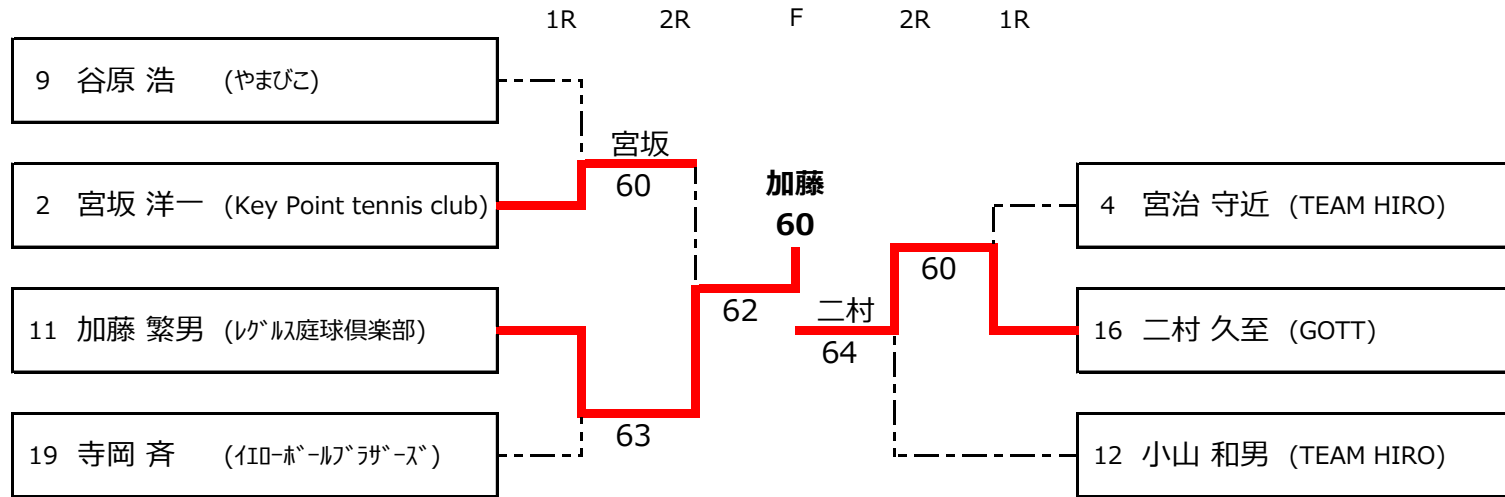 1R 2R F 2R 1R
9 谷原 浩 (やまびこ)
宮坂
60
2 宮坂 洋一 (Key Point tennis club)
加藤
60
4 宮治 守近 (TEAM HIRO)
60
11 加藤 繁男 (ﾚｸﾞﾙｽ庭球倶楽部)
62
二村
64
16 二村 久至 (GOTT)
63
19 寺岡 斉 (ｲｴﾛｰﾎﾞｰﾙﾌﾞﾗｻﾞｰｽﾞ)
12 小山 和男 (TEAM HIRO)